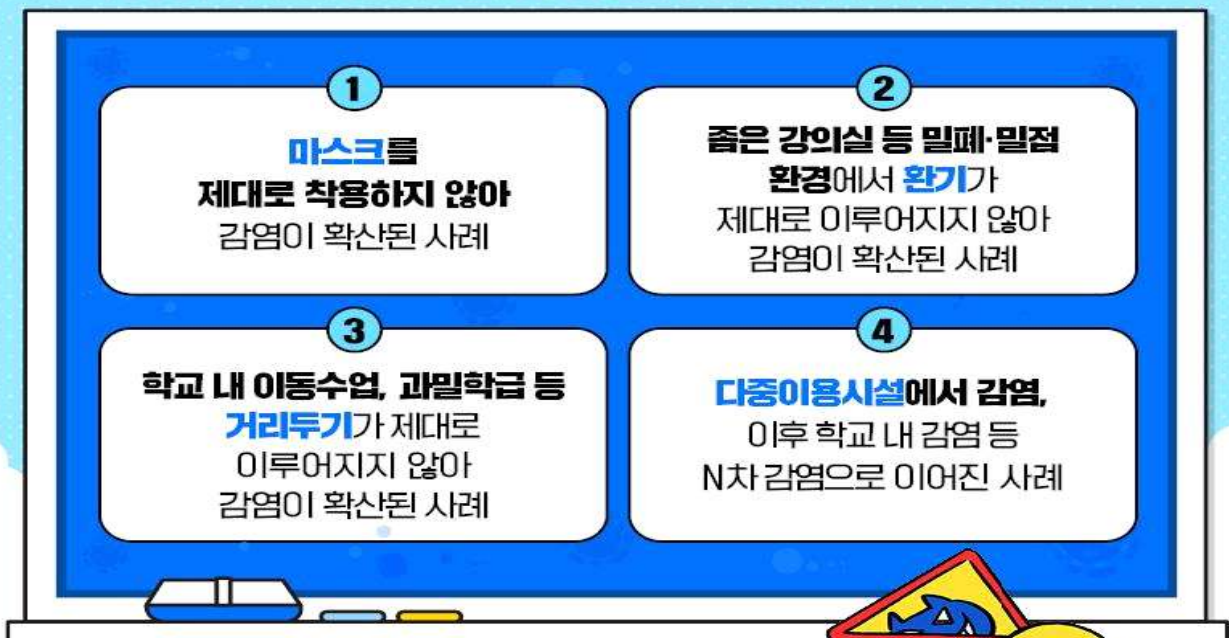 1
마스크를
제대로 착용하지 않아
감염이 확산된 사례
2
좁은 강의실 등 밀폐·밀접
환경에서 환기가
제대로 이루어지지 않아
감염이 확산된 사례
3
학교 내 이동수업, 과밀학급 등
거리두기가 제대로
이루어지지 않아
감염이 확산된 사례
4
다중이용시설에서 감염,
이후 학교 내 감염 등
N차 감염으로 이어진 사례